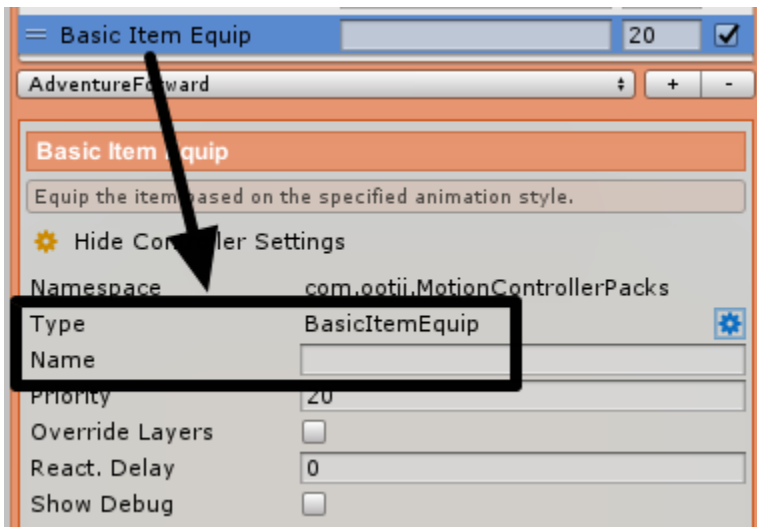 Basic Item Equip 20
AdventureForward + -
Basic Item Equip
Equip the item based on the specified animation style.
Hide Controller Settings
Namespace com.ootii.MotionControllerPacks
Type BasicItemEquip
Name
Priority 20
Override Layers
React. Delay 0
Show Debug